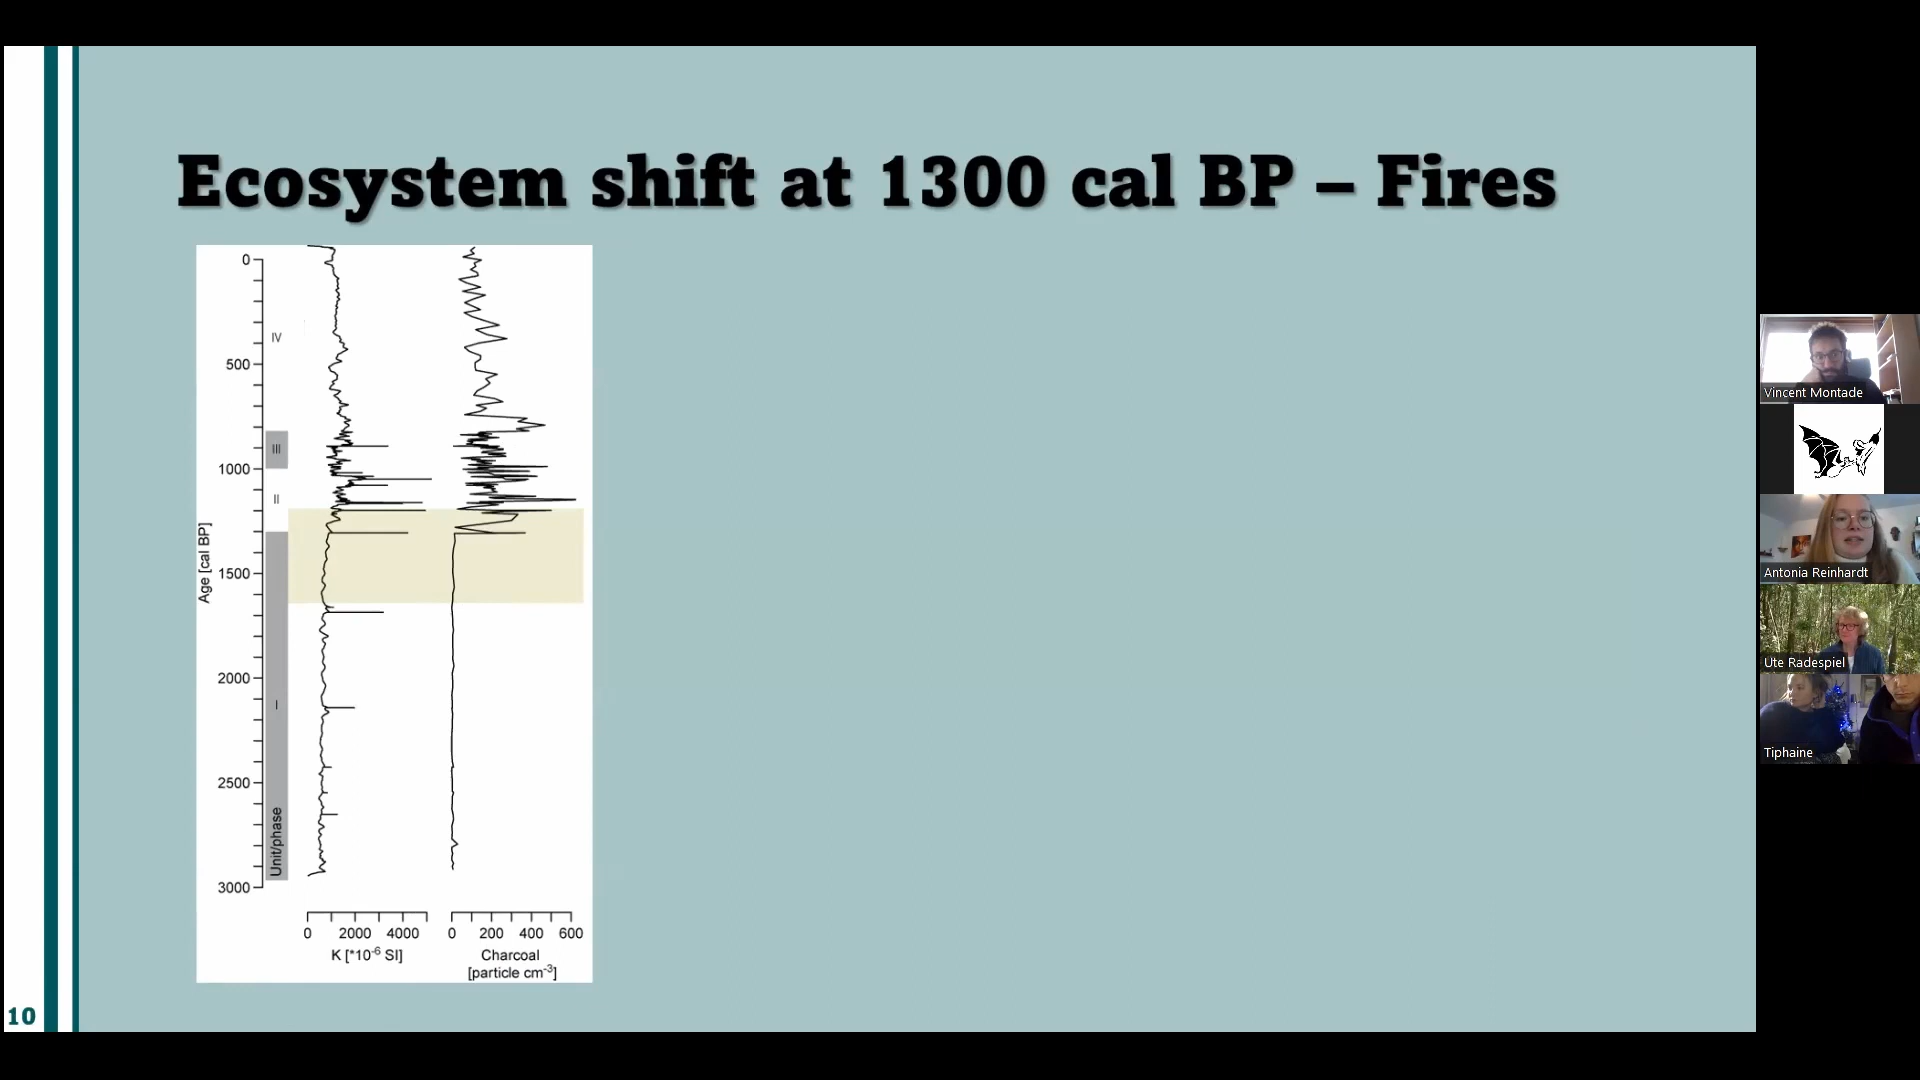 Ecosystem shift at 1300 cal BP – Fires
0
500
1000
1500
2000
2500
3000
Age [cal BP]
IV
III
II
I
Unit/phase
0 2000 4000
K [*10-6 SI]
0 200 400 600
Charcoal
[particle cm-3]
10
Vincent Montade
Antonia Reinhardt
Ute Radespiel
Tiphaine